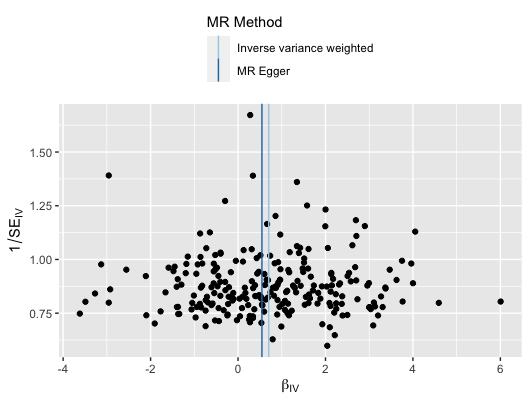 MR Method
Inverse variance weighted
MR Egger
1/SE_IV
1.50
1.25
1.00
0.75
-4 -2 0 2 4 6
β_IV